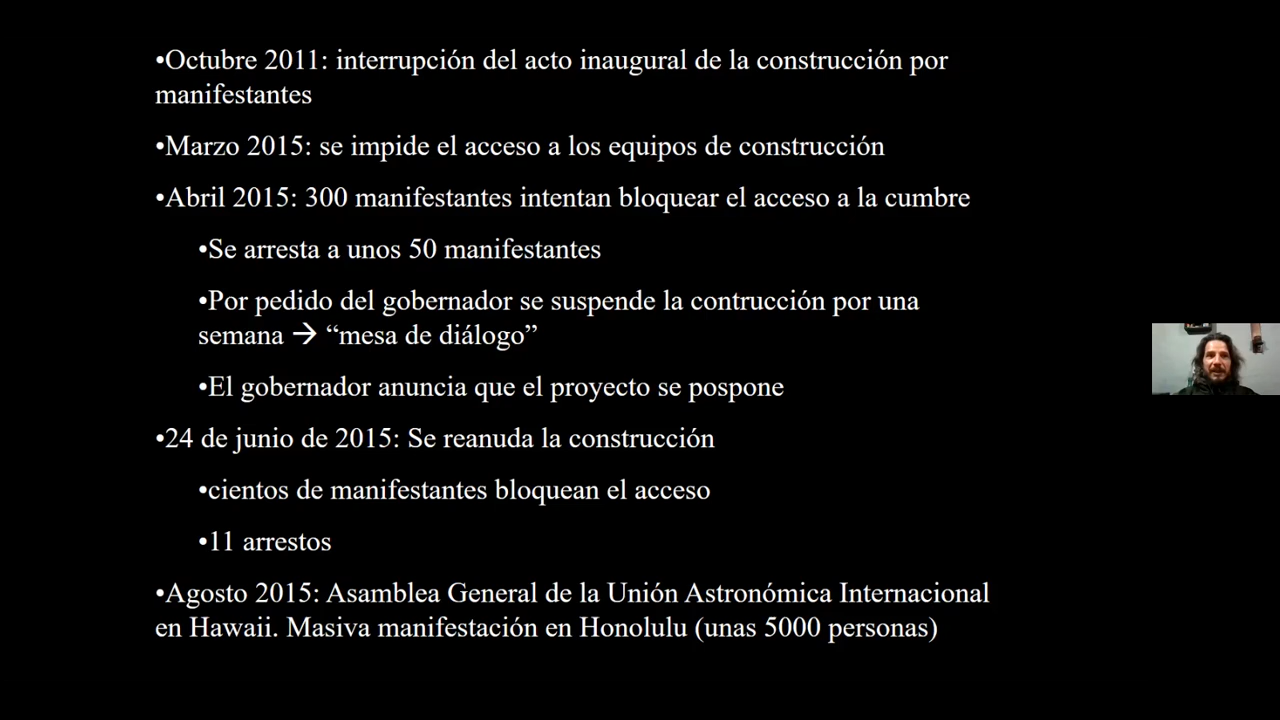 •Octubre 2011: interrupción del acto inaugural de la construcción por
manifestantes
•Marzo 2015: se impide el acceso a los equipos de construcción
•Abril 2015: 300 manifestantes intentan bloquear el acceso a la cumbre
•Se arresta a unos 50 manifestantes
•Por pedido del gobernador se suspende la contrucción por una
semana → “mesa de diálogo”
•El gobernador anuncia que el proyecto se pospone
•24 de junio de 2015: Se reanuda la construcción
•cientos de manifestantes bloquean el acceso
•11 arrestos
•Agosto 2015: Asamblea General de la Unión Astronómica Internacional
en Hawaii. Masiva manifestación en Honolulu (unas 5000 personas)